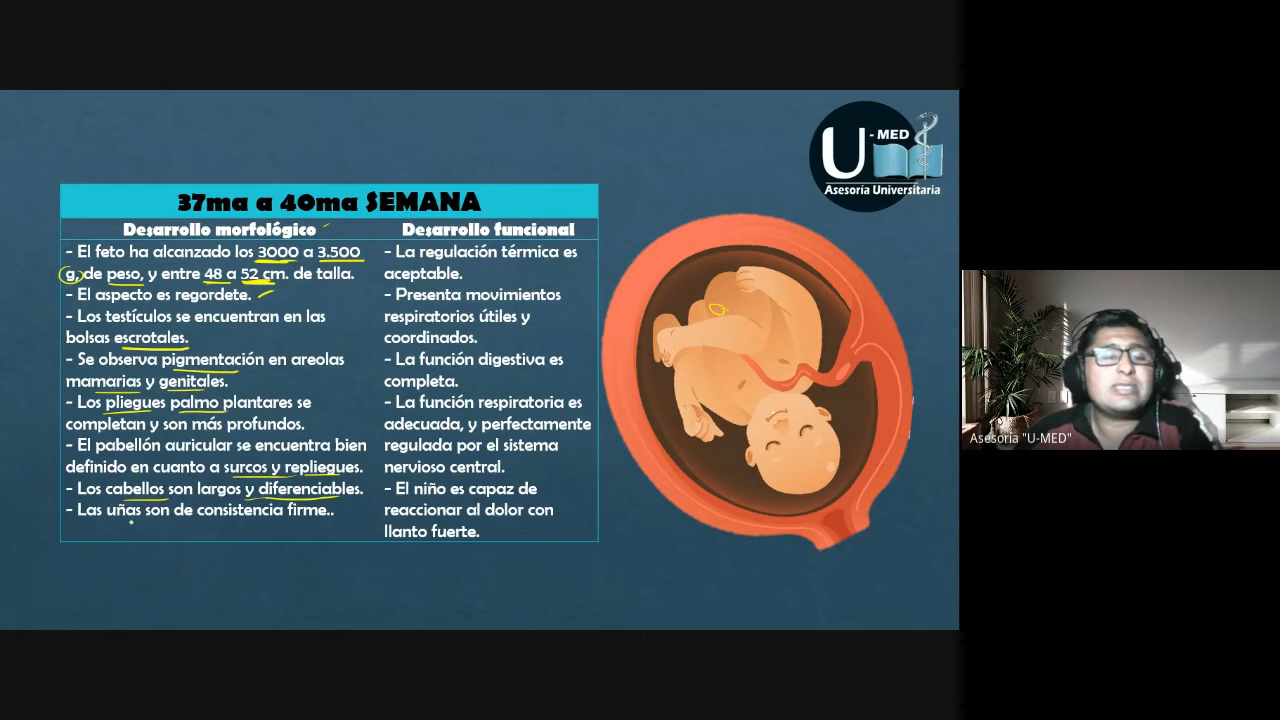 U - MED
Asesoría Universitaria
37ma a 40ma SEMANA
Desarrollo morfológico
- El feto ha alcanzado los 3000 a 3.500
g, de peso, y entre 48 a 52 cm. de talla.
- El aspecto es regordete.
- Los testículos se encuentran en las
bolsas escrotales.
- Se observa pigmentación en areolas
mamarias y genitales.
- Los pliegues palmo plantares se
completan y son más profundos.
- El pabellón auricular se encuentra bien
definido en cuanto a surcos y repliegues.
- Los cabellos son largos y diferenciables.
- Las uñas son de consistencia firme..
Desarrollo funcional
- La regulación térmica es
aceptable.
- Presenta movimientos
respiratorios útiles y
coordinados.
- La función digestiva es
completa.
- La función respiratoria es
adecuada, y perfectamente
regulada por el sistema
nervioso central.
- El niño es capaz de
reaccionar al dolor con
llanto fuerte.
Asesoria "U-MED"